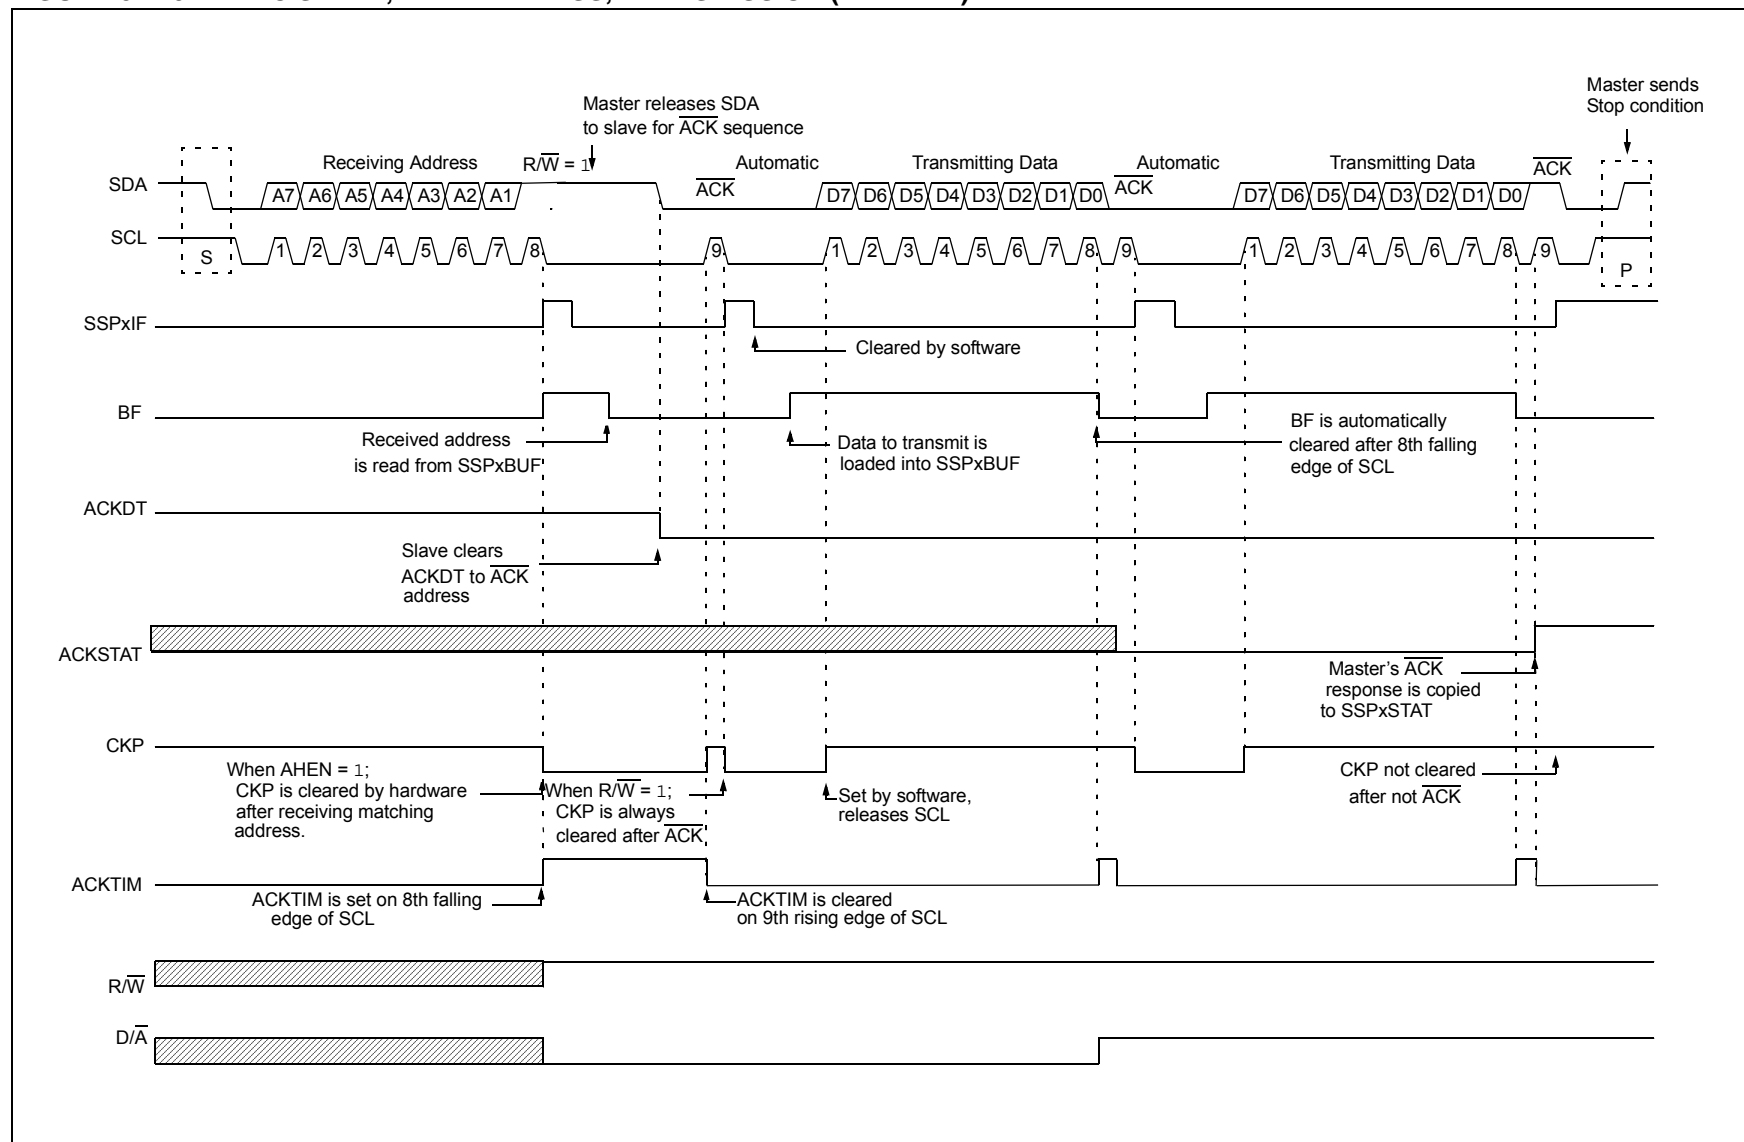 Master sends
Stop condition
Master releases SDA
to slave for ACK sequence
Receiving Address
R/W = 1
Automatic
Transmitting Data
Automatic
Transmitting Data
ACK
SDA
A7 A6 A5 A4 A3 A2 A1
ACK
D7 D6 D5 D4 D3 D2 D1 D0
ACK
D7 D6 D5 D4 D3 D2 D1 D0
SCL
S
1 2 3 4 5 6 7 8 9
1 2 3 4 5 6 7 8 9
1 2 3 4 5 6 7 8 9
P
SSPxIF
Cleared by software
BF
Received address
is read from SSPxBUF
Data to transmit is
loaded into SSPxBUF
BF is automatically
cleared after 8th falling
edge of SCL
ACKDT
Slave clears
ACKDT to ACK
address
ACKSTAT
Master's ACK
response is copied
to SSPxSTAT
CKP
When AHEN = 1;
CKP is cleared by hardware
after receiving matching
address.
When R/W = 1;
CKP is always
cleared after ACK
Set by software,
releases SCL
CKP not cleared
after not ACK
ACKTIM
ACKTIM is set on 8th falling
edge of SCL
ACKTIM is cleared
on 9th rising edge of SCL
R/W
D/A